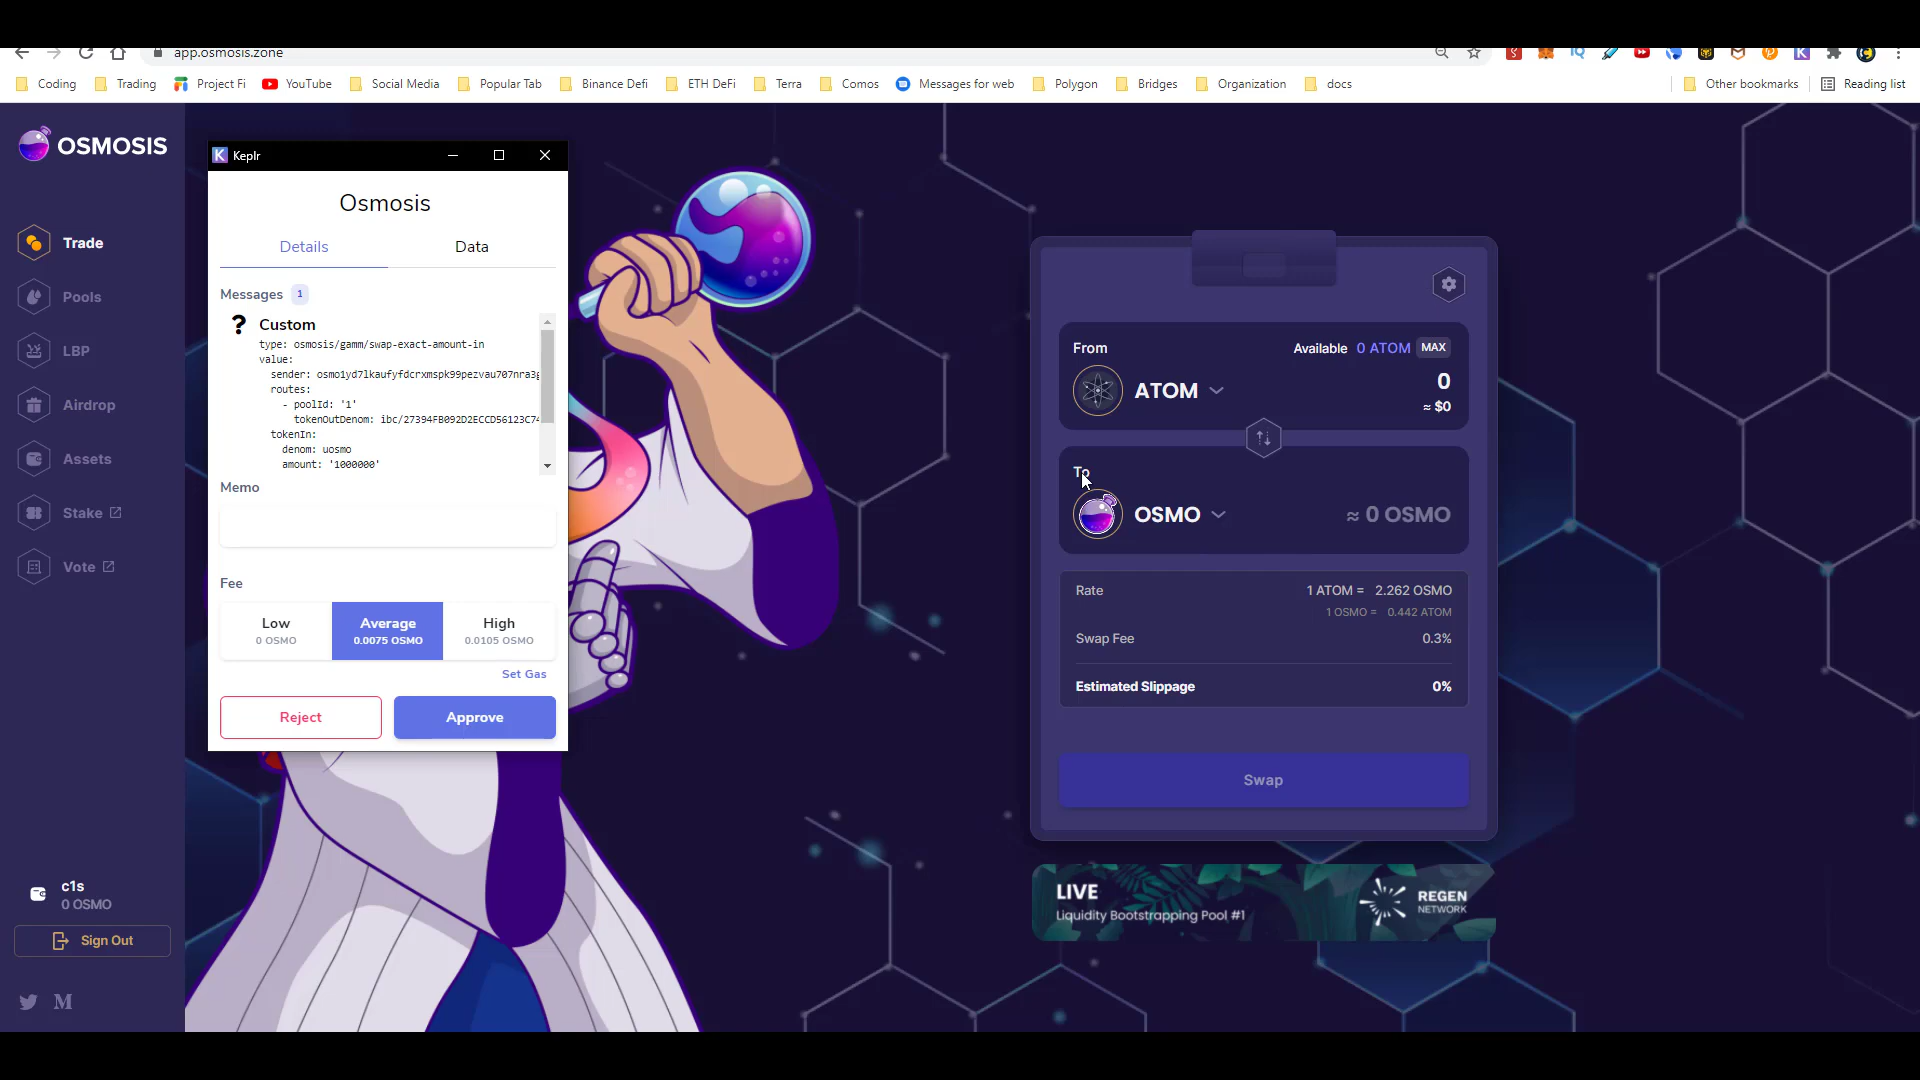 app.osmosis.zone
Coding
Trading
Project Fi
YouTube
Social Media
Popular Tab
Binance Defi
ETH DeFi
Terra
Comos
Messages for web
Polygon
Bridges
Organization
docs
Other bookmarks
Reading list
OSMOSIS
Trade
Pools
LBP
Airdrop
Assets
Stake
Vote
c1s
0 OSMO
Sign Out
Keplr
Osmosis
Details
Data
Messages 1
? Custom
type: osmosis/gamm/swap-exact-amount-in
value:
sender:
routes:
- poolId: '1'
tokenOutDenom: ibc/27394FB092D2ECCD56123C74
tokenIn:
denom: uosmo
amount: '1000000'
Memo
Fee
Low
0 OSMO
Average
0.0075 OSMO
High
0.0105 OSMO
Set Gas
Reject
Approve
From
Available 0 ATOM MAX
ATOM
0
≈ $0
To
OSMO
≈ 0 OSMO
Rate
1 ATOM = 2.262 OSMO
1 OSMO = 0.442 ATOM
Swap Fee
0.3%
Estimated Slippage
0%
Swap
LIVE
Liquidity Bootstrapping Pool #1
REGEN
NETWORK